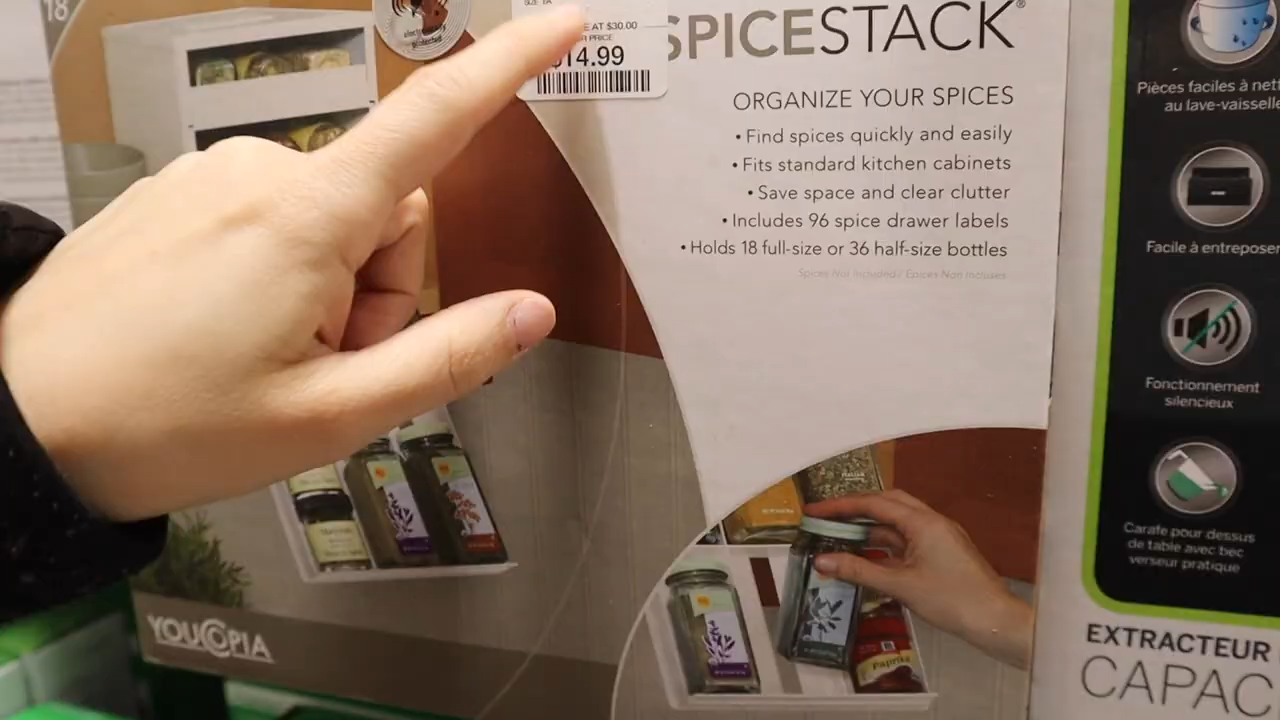 18
AT $30.00
PRICE
14.99
SPICESTACK®
ORGANIZE YOUR SPICES
• Find spices quickly and easily
• Fits standard kitchen cabinets
• Save space and clear clutter
• Includes 96 spice drawer labels
• Holds 18 full-size or 36 half-size bottles
Spices Not Included / Épices Non Incluses
YOUCOPIA
Paprika
Pièces faciles à
au lave-vaisselle
Facile à entreposer
Fonctionnement
silencieux
Carafe pour dessus
de table avec bec
verseur pratique
EXTRACTEUR